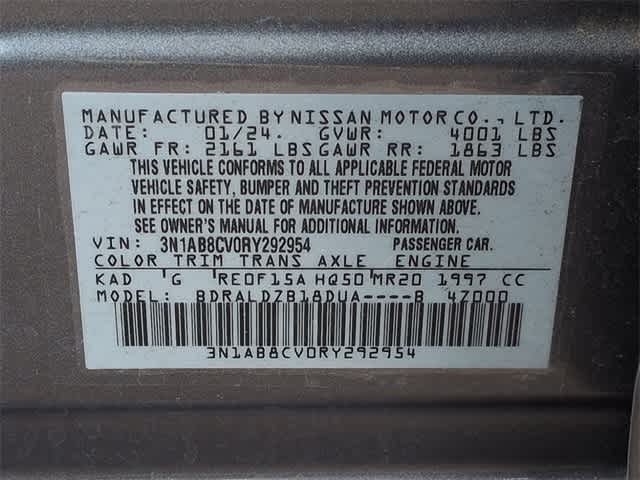 MANUFACTURED BY NISSAN MOTOR CO., LTD.
DATE: 01/24. GVWR: 4001 LBS
GAWR FR: 2161 LBS GAWR RR: 1863 LBS
THIS VEHICLE CONFORMS TO ALL APPLICABLE FEDERAL MOTOR
VEHICLE SAFETY, BUMPER AND THEFT PREVENTION STANDARDS
IN EFFECT ON THE DATE OF MANUFACTURE SHOWN ABOVE.
SEE OWNER'S MANUAL FOR ADDITIONAL INFORMATION.
VIN: 3N1AB8CV0RY292954 PASSENGER CAR.
COLOR TRIM TRANS AXLE ENGINE
KAD G RE0F15A HQ50 MR20 1997 CC
MODEL: BDRALDZB18DUA----B 4Z000
3N1AB8CV0RY292954